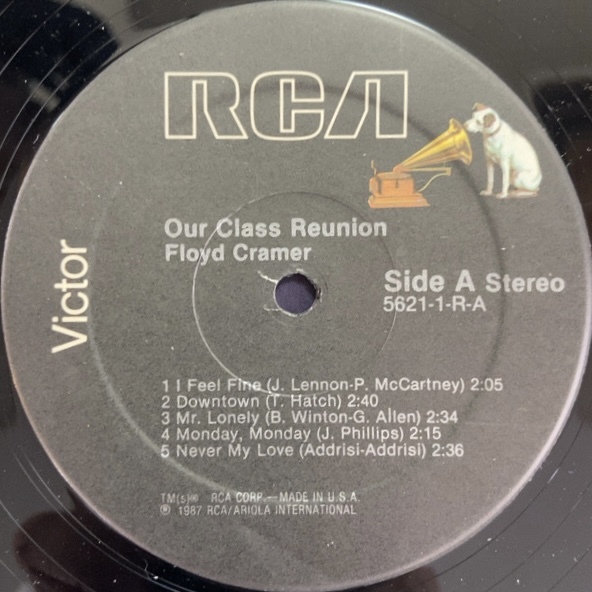 RCA
Victor
Our Class Reunion
Floyd Cramer
Side A Stereo
5621-1-R-A
1 I Feel Fine (J. Lennon-P. McCartney) 2:05
2 Downtown (T. Hatch) 2:40
3 Mr. Lonely (B. Winton-G. Allen) 2:34
4 Monday, Monday (J. Phillips) 2:15
5 Never My Love (Addrisi-Addrisi) 2:36
TM(s)® RCA CORP.—MADE IN U.S.A.
℗ 1987 RCA/ARIOLA INTERNATIONAL